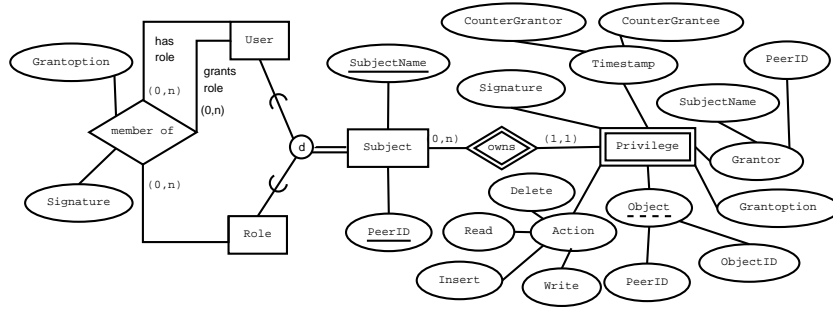 CounterGrantor
CounterGrantee
User
has
role
Grantoption
grants
role
SubjectName
Timestamp
PeerID
Signature
(0,n)
(0,n)
SubjectName
member of
d
Subject
0,n)
owns
(1,1)
Privilege
Grantor
(0,n)
Delete
Signature
Object
Grantoption
Role
PeerID
Read
Action
ObjectID
Insert
Write
PeerID